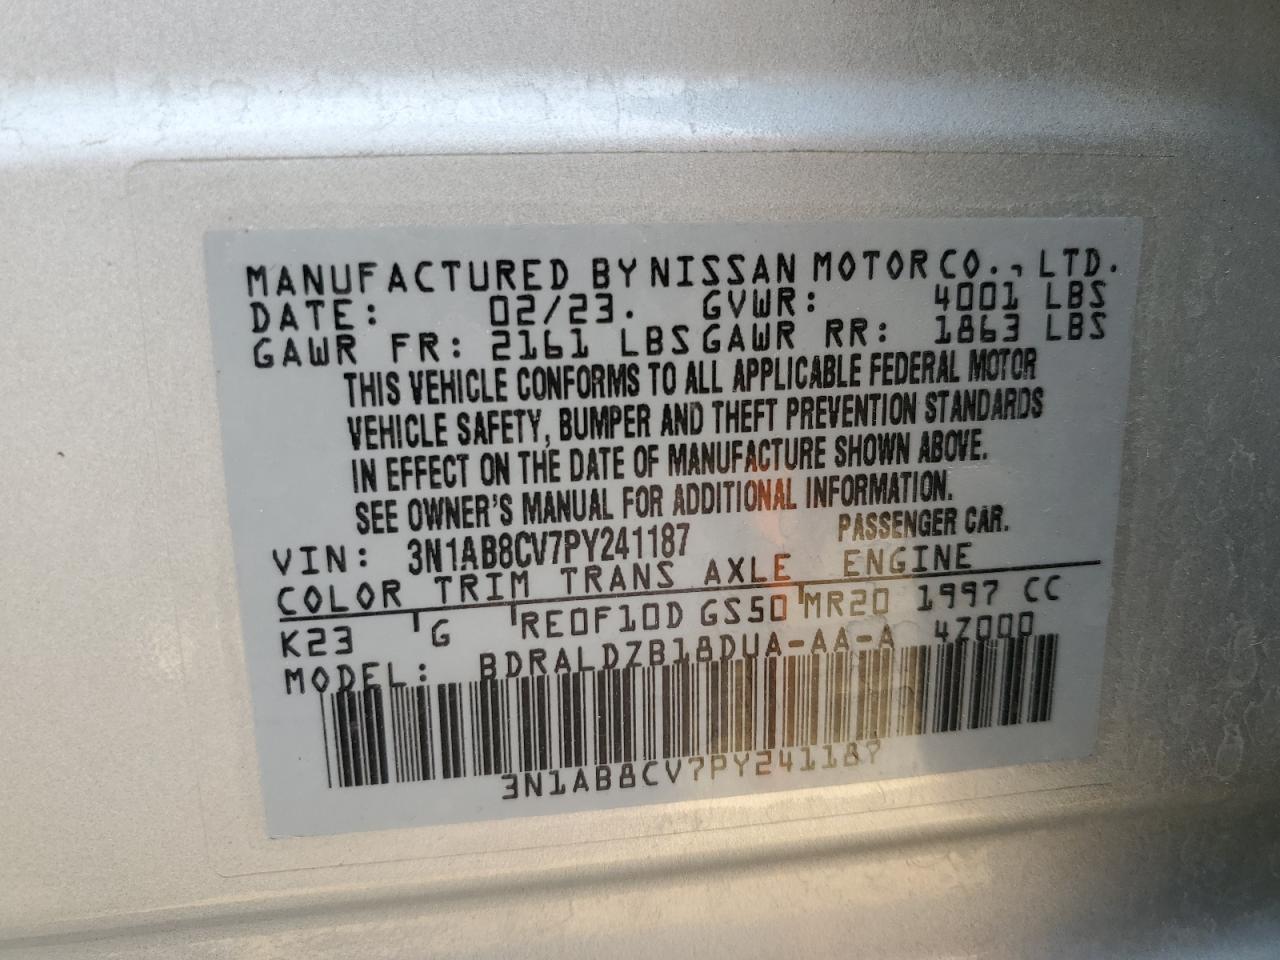 MANUFACTURED BY NISSAN MOTOR CO., LTD.
DATE: 02/23. GVWR: 4001 LBS
GAWR FR: 2161 LBS GAWR RR: 1863 LBS
THIS VEHICLE CONFORMS TO ALL APPLICABLE FEDERAL MOTOR
VEHICLE SAFETY, BUMPER AND THEFT PREVENTION STANDARDS
IN EFFECT ON THE DATE OF MANUFACTURE SHOWN ABOVE.
SEE OWNER'S MANUAL FOR ADDITIONAL INFORMATION.
VIN: 3N1AB8CV7PY241187 PASSENGER CAR.
COLOR TRIM TRANS AXLE ENGINE
K23 G RE0F10D GS50 MR20 1997 CC
MODEL: BDRALDZB18DUA-AA-A 4Z000
3N1AB8CV7PY241187